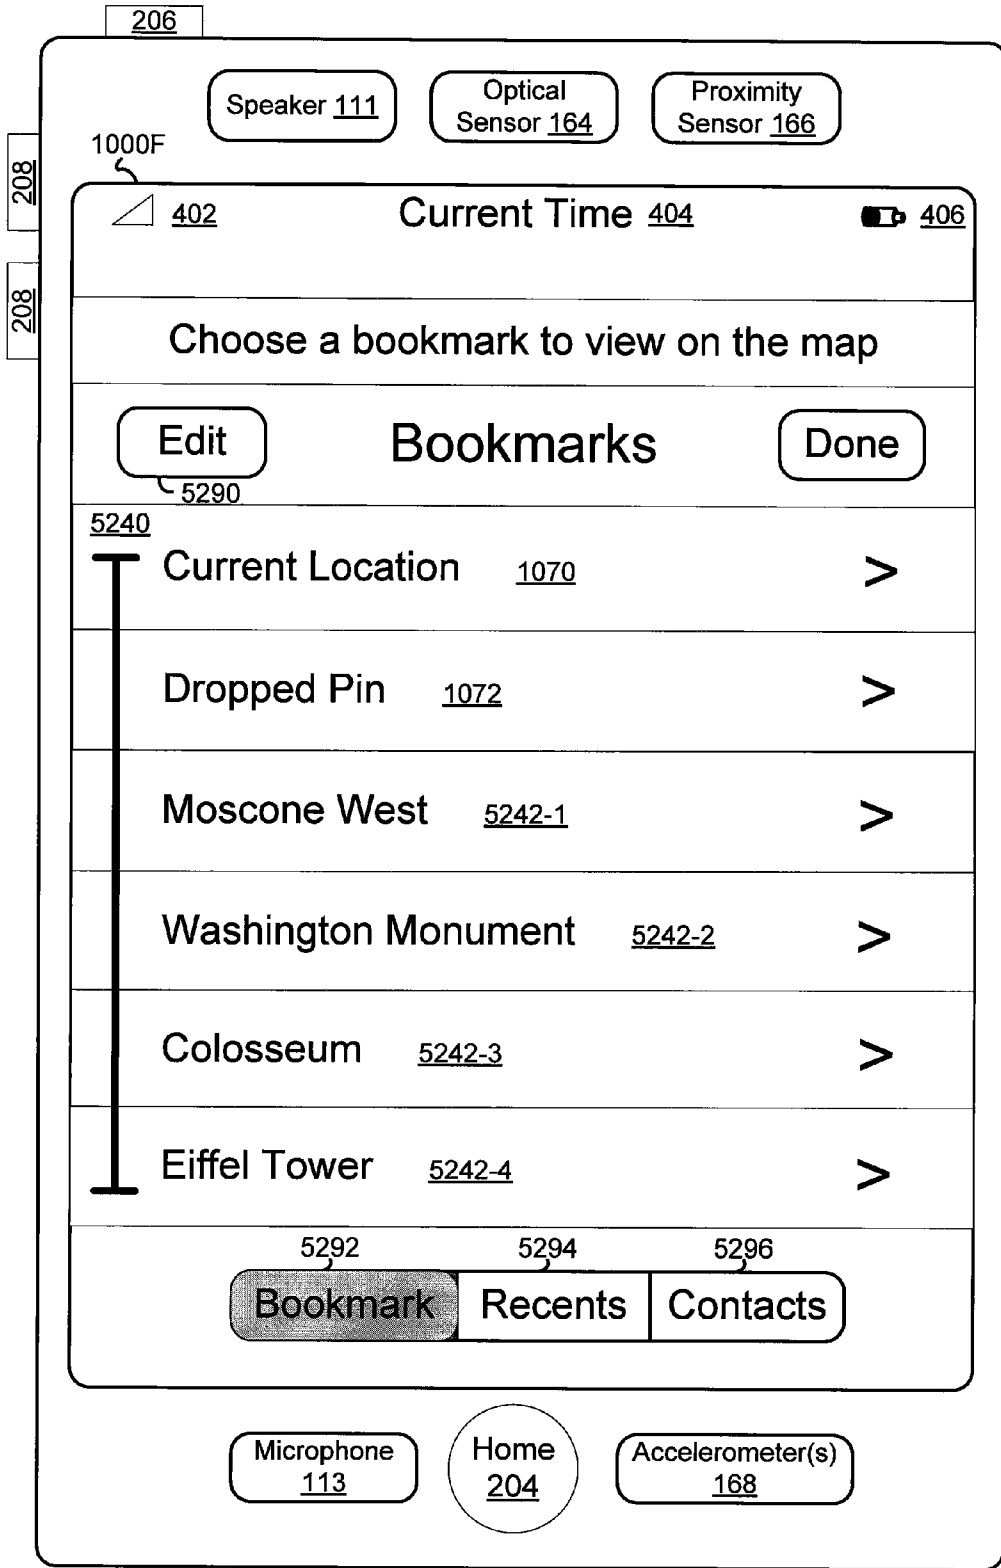 206
Speaker 111
Optical
Sensor 164
Proximity
Sensor 166
1000F
208
208
402
Current Time 404
406
Choose a bookmark to view on the map
Edit
Bookmarks
Done
5290
5240
Current Location 1070 >
Dropped Pin 1072 >
Moscone West 5242-1 >
Washington Monument 5242-2 >
Colosseum 5242-3 >
Eiffel Tower 5242-4 >
5292
5294
5296
Bookmark
Recents
Contacts
Microphone
113
Home
204
Accelerometer(s)
168